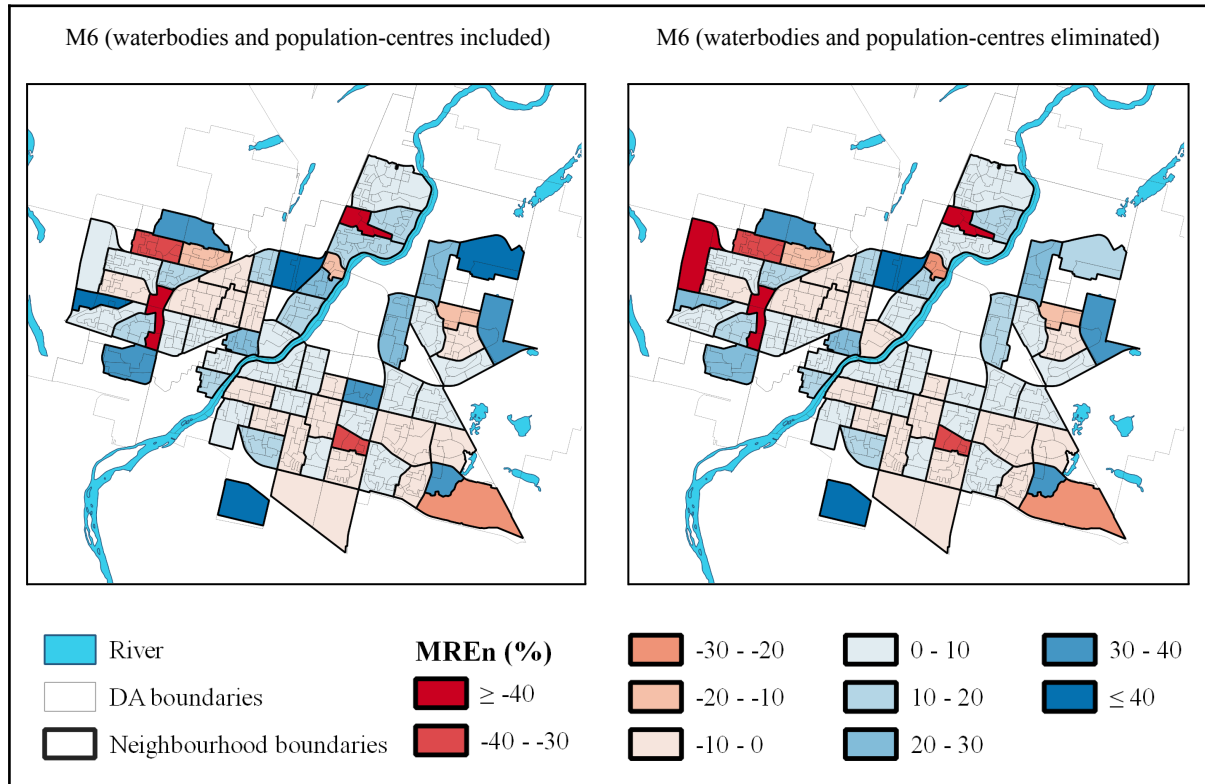 M6 (waterbodies and population-centres included)
M6 (waterbodies and population-centres eliminated)
River
DA boundaries
Neighbourhood boundaries
MREn (%)
≥ -40
-40 - -30
-30 - -20
-20 - -10
-10 - 0
0 - 10
10 - 20
20 - 30
30 - 40
≤ 40